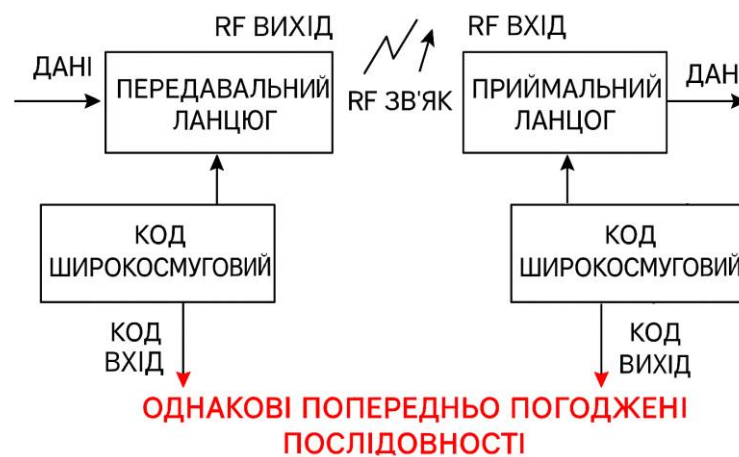 RF ВИХІД
RF ВХІД
ДАНІ
ПЕРЕДАВАЛЬНИЙ
ЛАНЦЮГ
RF ЗВ'ЯК
ПРИЙМАЛЬНИЙ
ЛАНЦОГ
ДАН
КОД
ШИРОКОСМУГОВИЙ
КОД
ШИРОКОСМУГОВИЙ
КОД
ВХІД
КОД
ВИХІД
ОДНАКОВІ ПОПЕРЕДНЬО ПОГОДЖЕНІ
ПОСЛІДОВНОСТІ